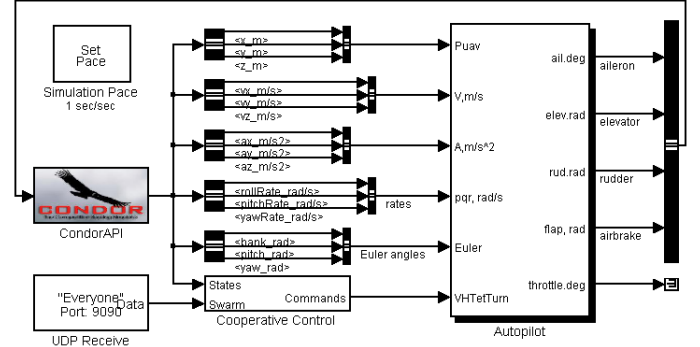 Set
Pace
Simulation Pace
1 sec/sec
CONDOR
CondorAPI
"Everyone"
Port: 9090
Data
UDP Receive
<x_m>
<y_m>
<z_m>
<vx_m/s>
<vy_m/s>
<vz_m/s>
<ax_m/s2>
<ay_m/s2>
<az_m/s2>
<rollRate_rad/s>
<pitchRate_rad/s>
<yawRate_rad/s>
rates
<bank_rad>
<pitch_rad>
<yaw_rad>
Euler angles
States
Swarm
Commands
Cooperative Control
Puav
V,m/s
A,m/s^2
pqr, rad/s
Euler
VHTetTurn
ail.deg
elev.rad
rud.rad
flap, rad
throttle.deg
Autopilot
aileron
elevator
rudder
airbrake